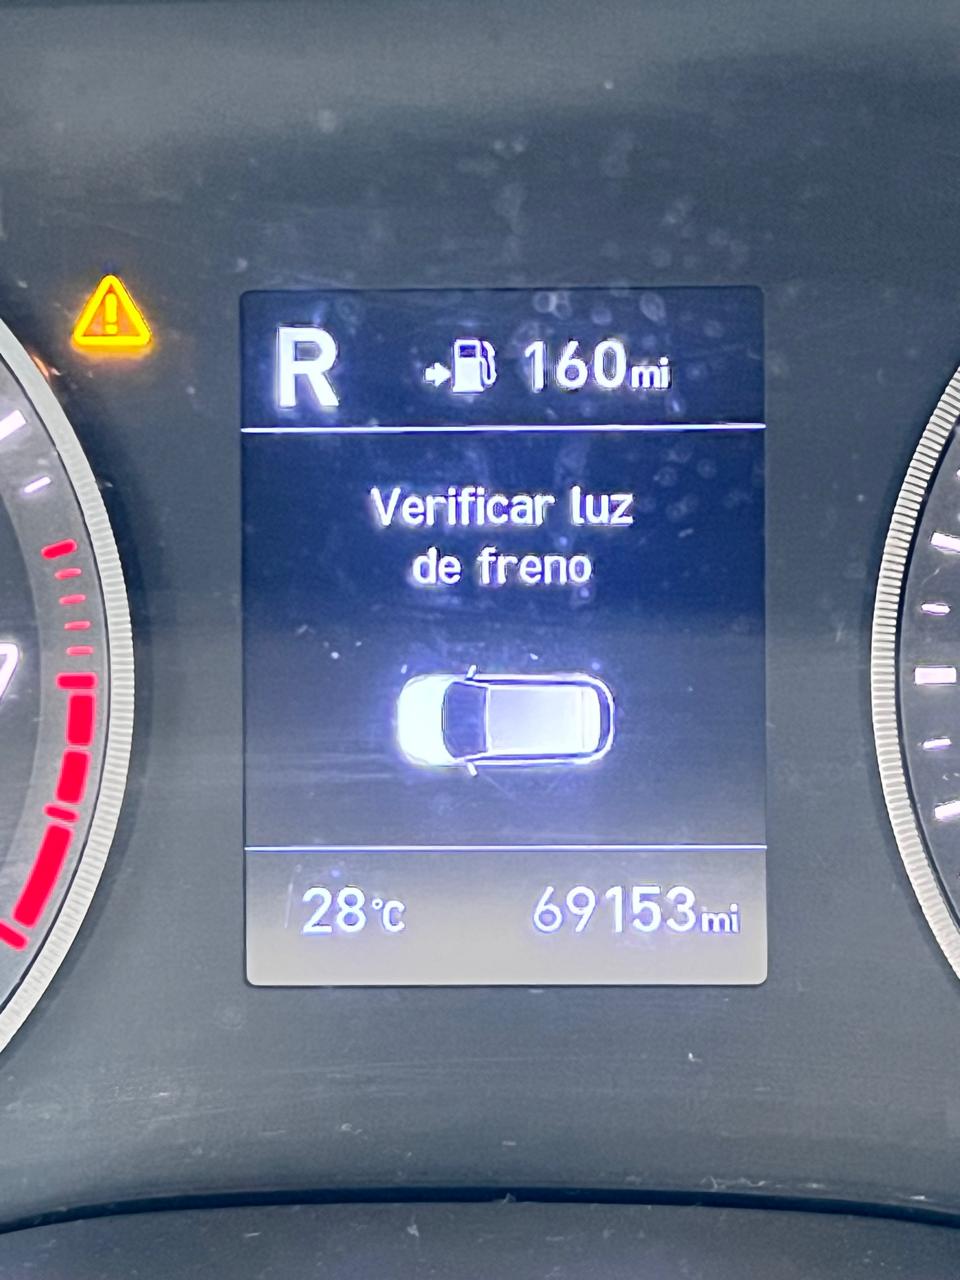 R 160mi
Verificar luz
de freno
28°C 69153mi